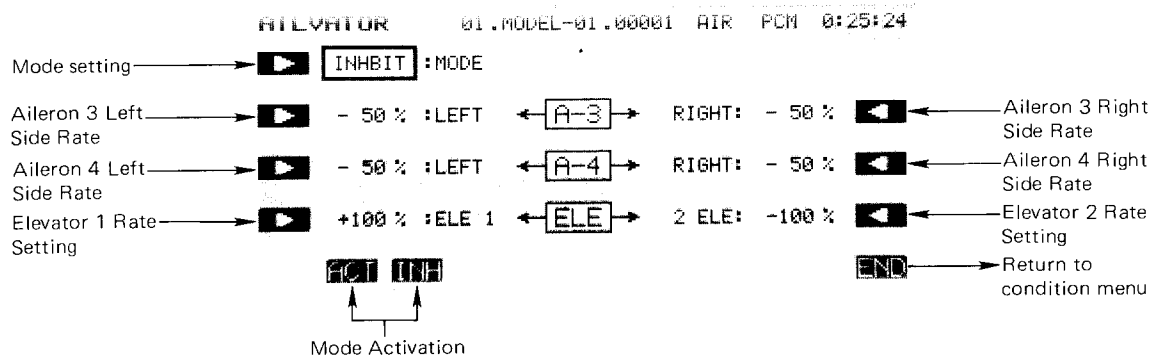 AILVATOR 01.MODEL-01.00001 AIR PCM 0:25:24
Mode setting INHBIT :MODE
Aileron 3 Left Side Rate - 50 % :LEFT A-3 RIGHT: - 50 % Aileron 3 Right Side Rate
Aileron 4 Left Side Rate - 50 % :LEFT A-4 RIGHT: - 50 % Aileron 4 Right Side Rate
Elevator 1 Rate Setting +100 % :ELE 1 ELE 2 ELE: -100 % Elevator 2 Rate Setting
ACT INH END Return to condition menu
Mode Activation